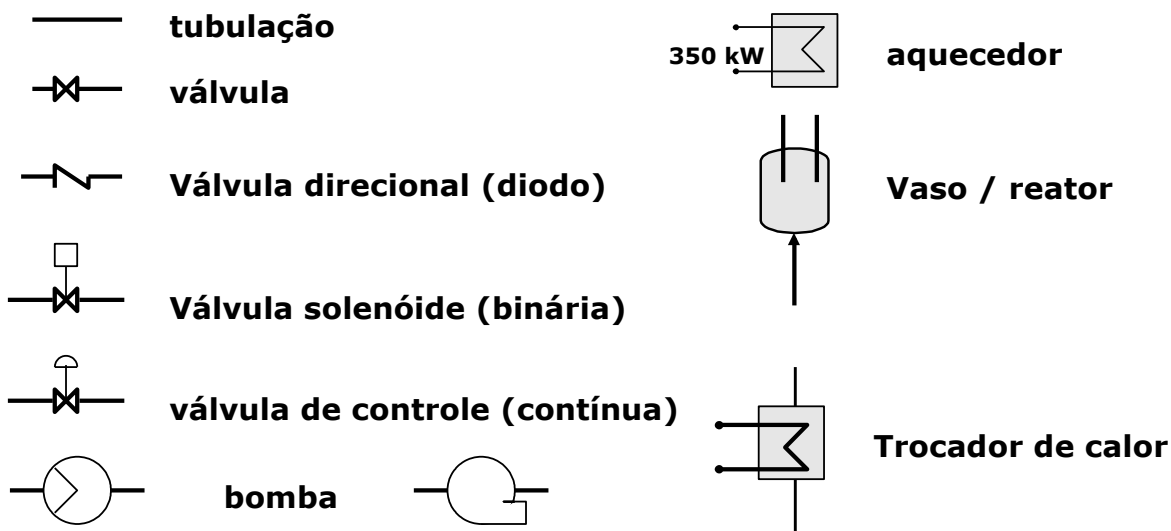 tubulação
válvula
Válvula direcional (diodo)
Válvula solenóide (binária)
válvula de controle (contínua)
bomba
350 kW
aquecedor
Vaso / reator
Trocador de calor